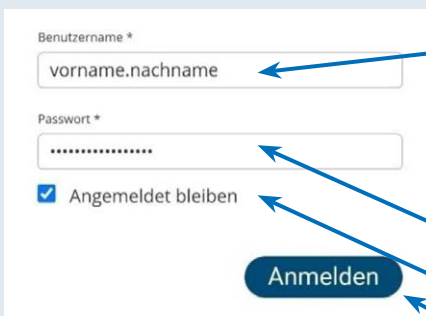 Benutzername *
vorname.nachname
Passwort *
•••••••••••••••••
Angemeldet bleiben
Anmelden